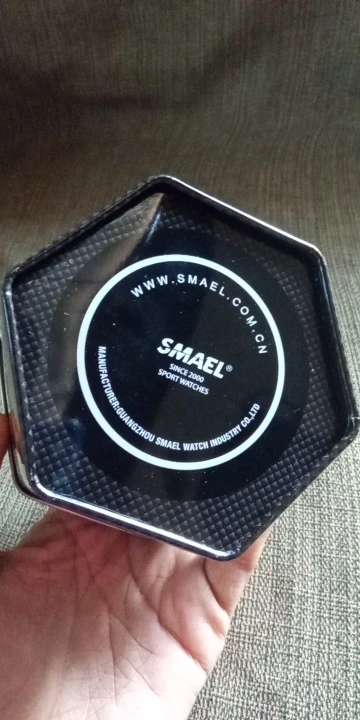 WWW.SMAEL.COM.CN
SMAEL®
SINCE 2000
SPORT WATCHES
MANUFACTURER:GUANGZHOU SMAEL WATCH INDUSTRY CO.,LTD